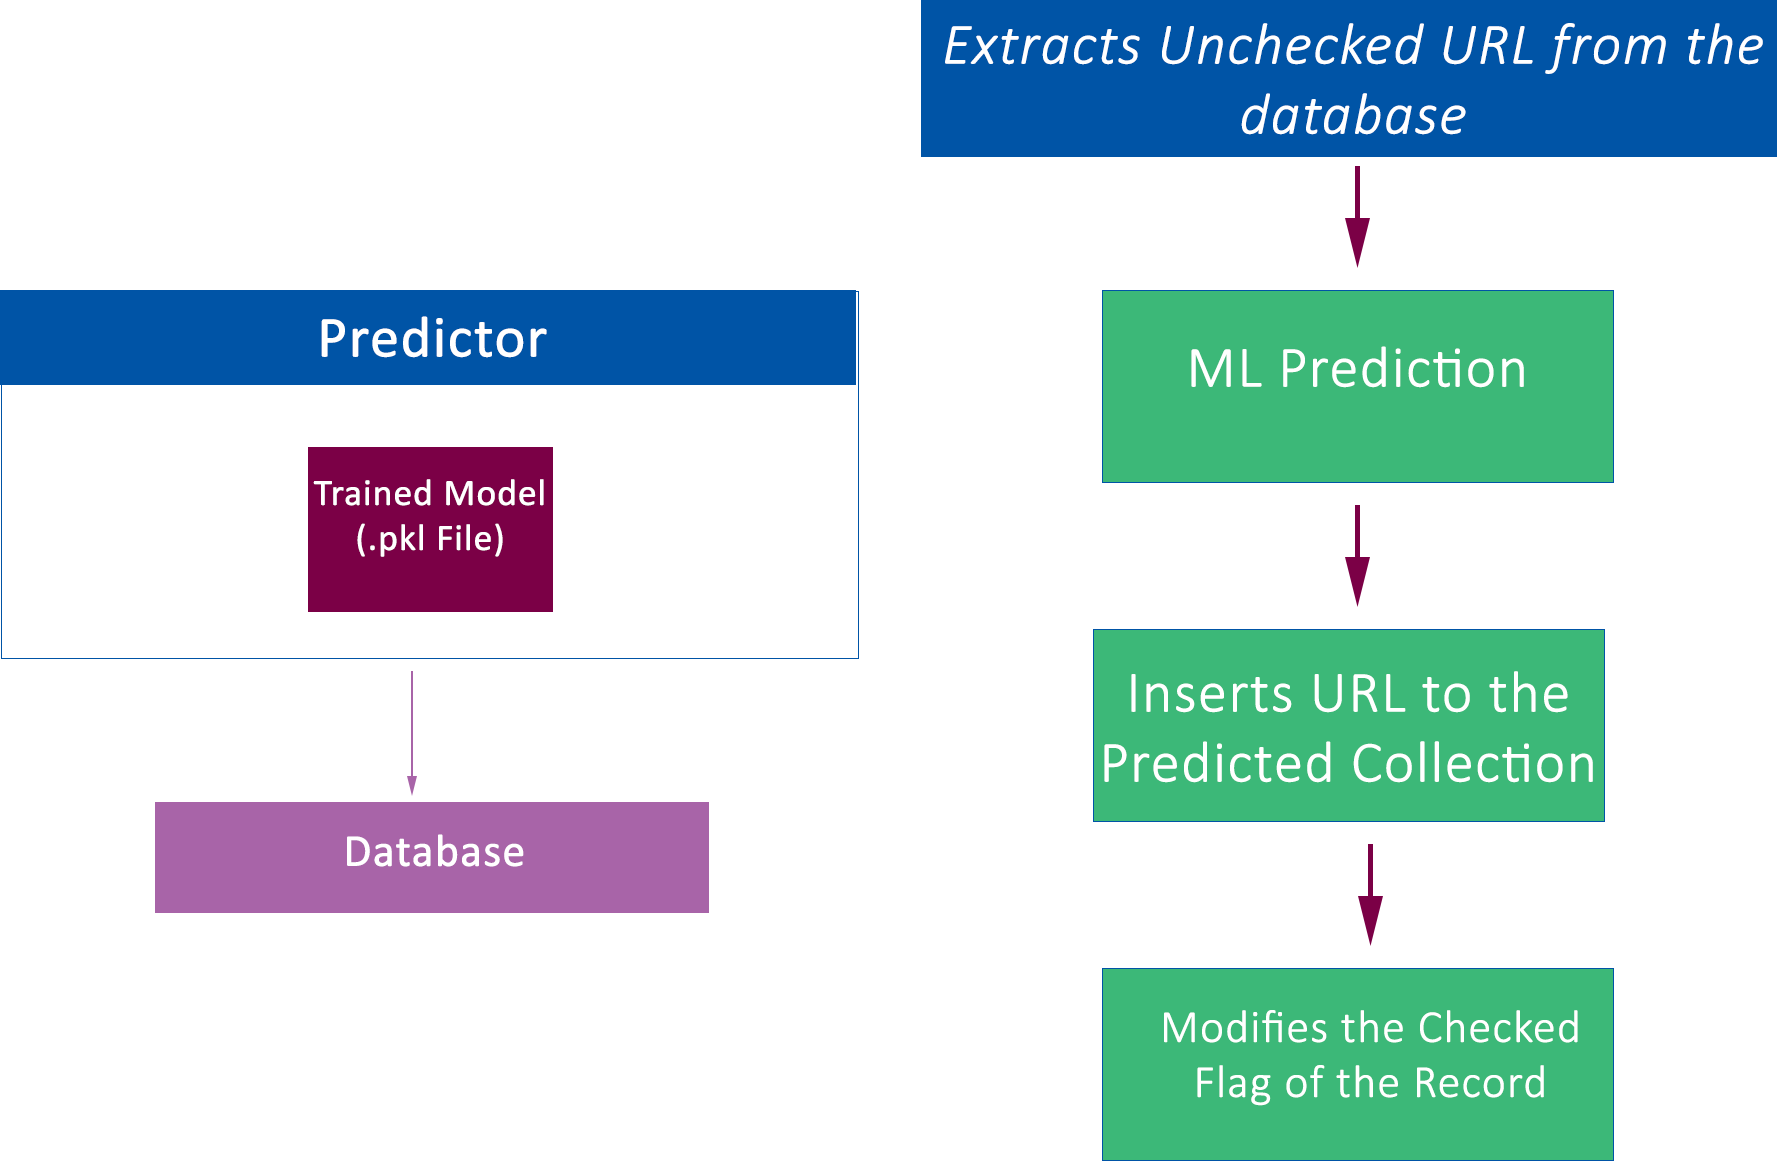 Predictor
Trained Model
(.pkl File)
Database
Extracts Unchecked URL from the
database
ML Prediction
Inserts URL to the
Predicted Collection
Modifies the Checked
Flag of the Record